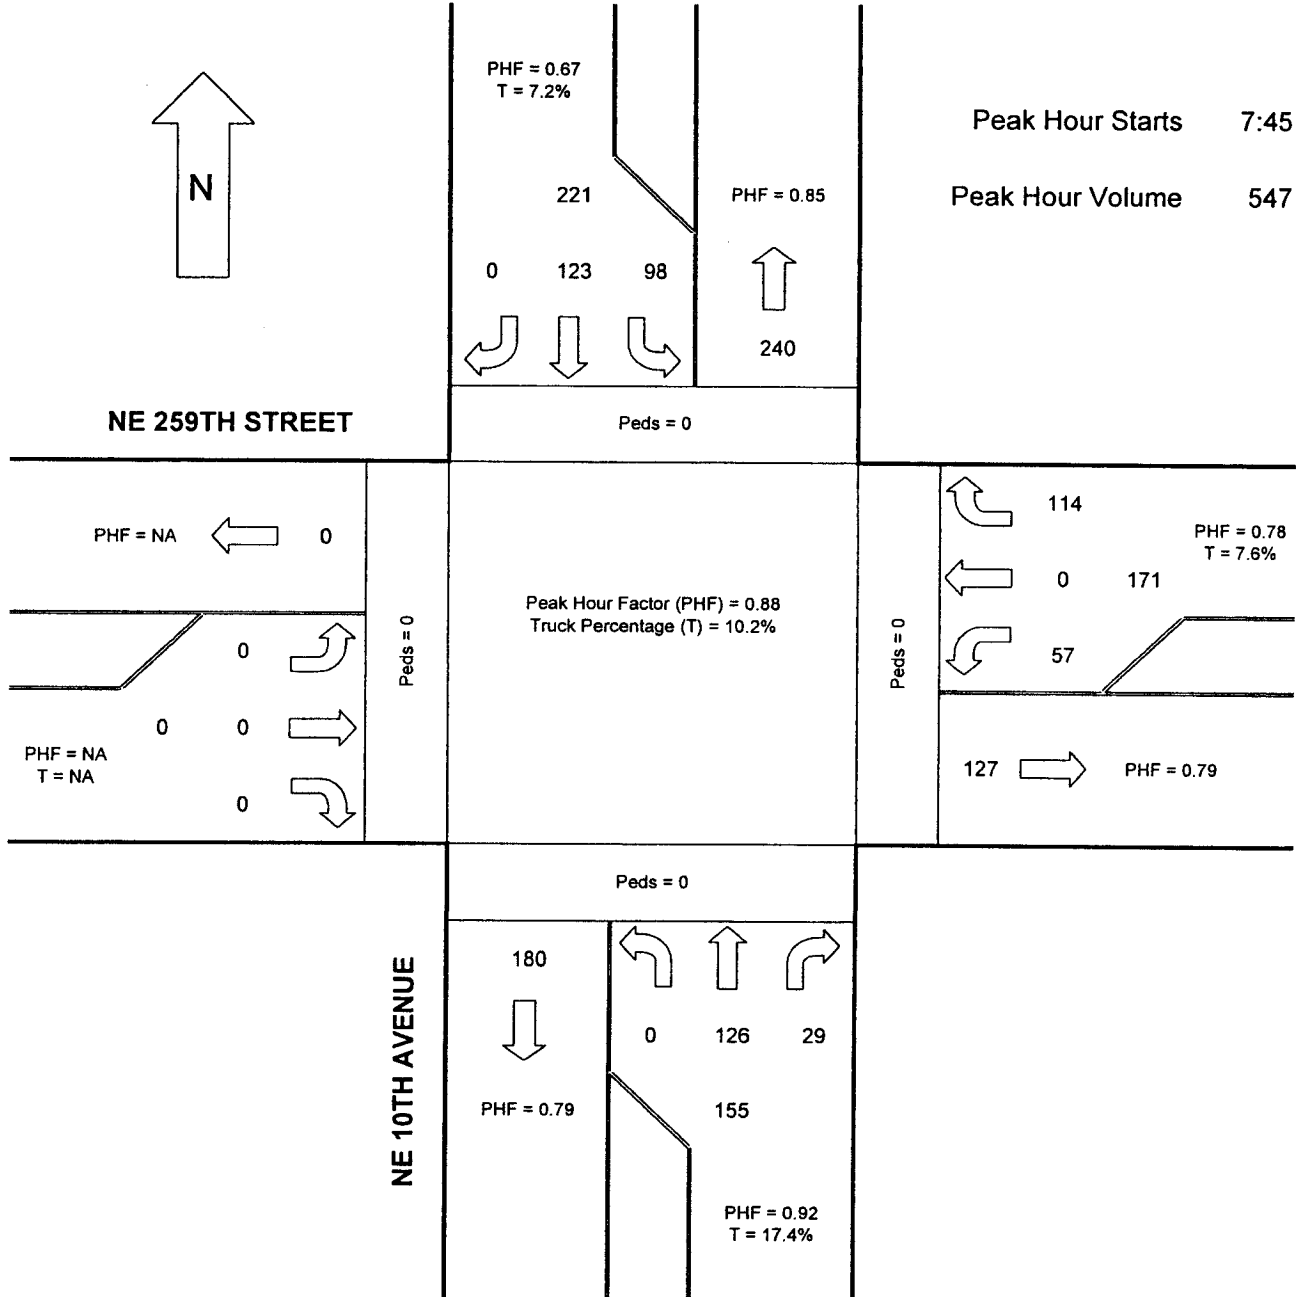 PHF = 0.67
T = 7.2%
Peak Hour Starts 7:45
N
221
PHF = 0.85
Peak Hour Volume 547
0 123 98
240
NE 259TH STREET
Peds = 0
PHF = NA 0
114
PHF = 0.78
T = 7.6%
0 171
57
Peak Hour Factor (PHF) = 0.88
Truck Percentage (T) = 10.2%
Peds = 0
Peds = 0
0
0 0
PHF = NA
T = NA
0
127 PHF = 0.79
Peds = 0
180
0 126 29
NE 10TH AVENUE
PHF = 0.79
155
PHF = 0.92
T = 17.4%